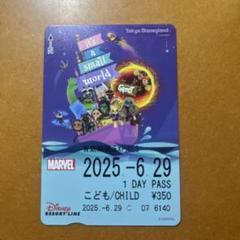 Tokyo Disneyland
it's
a
small
world
Groot
MARVEL
2025.-6.29
1 DAY PASS
こども/CHILD ¥350
Disney
RESORT LINE
2025.-6.29 C 07 6140